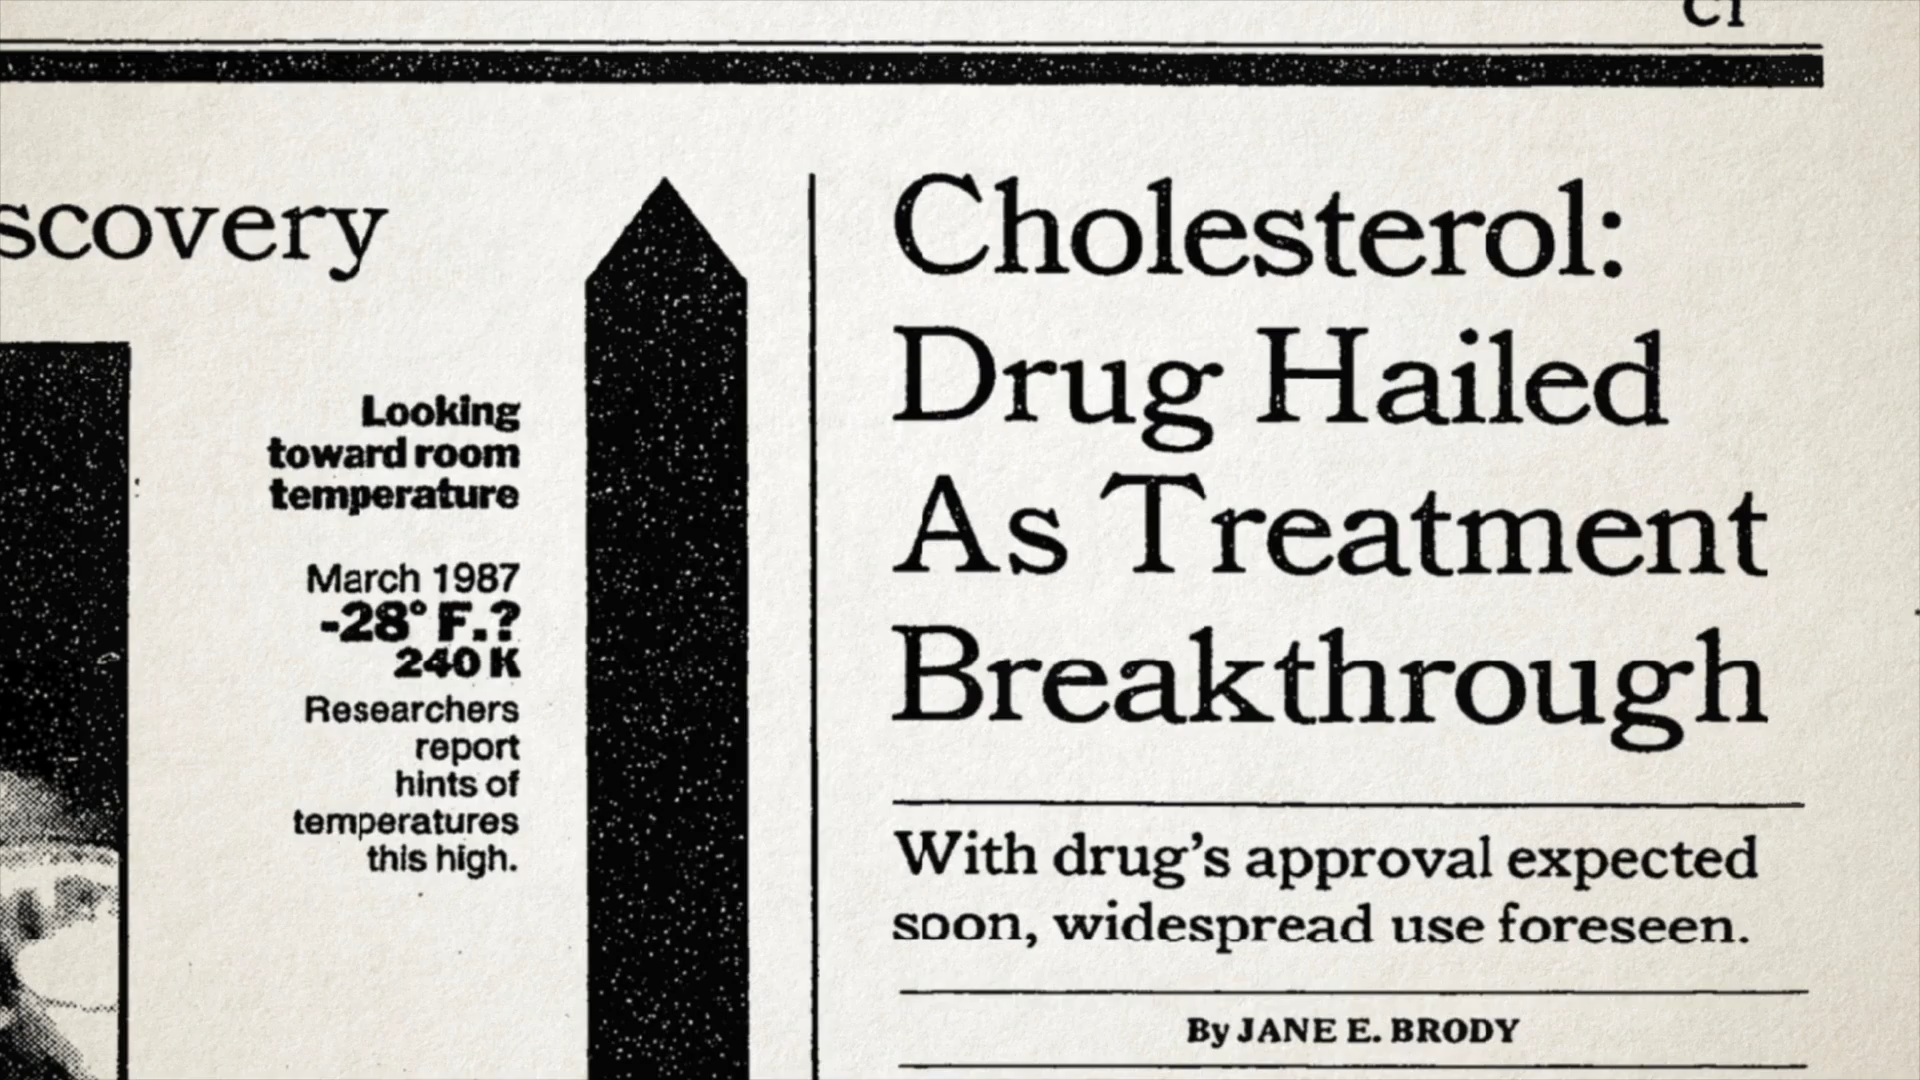 C1
scovery
Looking
toward room
temperature
March 1987
-28° F.?
240 K
Researchers
report
hints of
temperatures
this high.
Cholesterol:
Drug Hailed
As Treatment
Breakthrough
With drug's approval expected
soon, widespread use foreseen.
By JANE E. BRODY